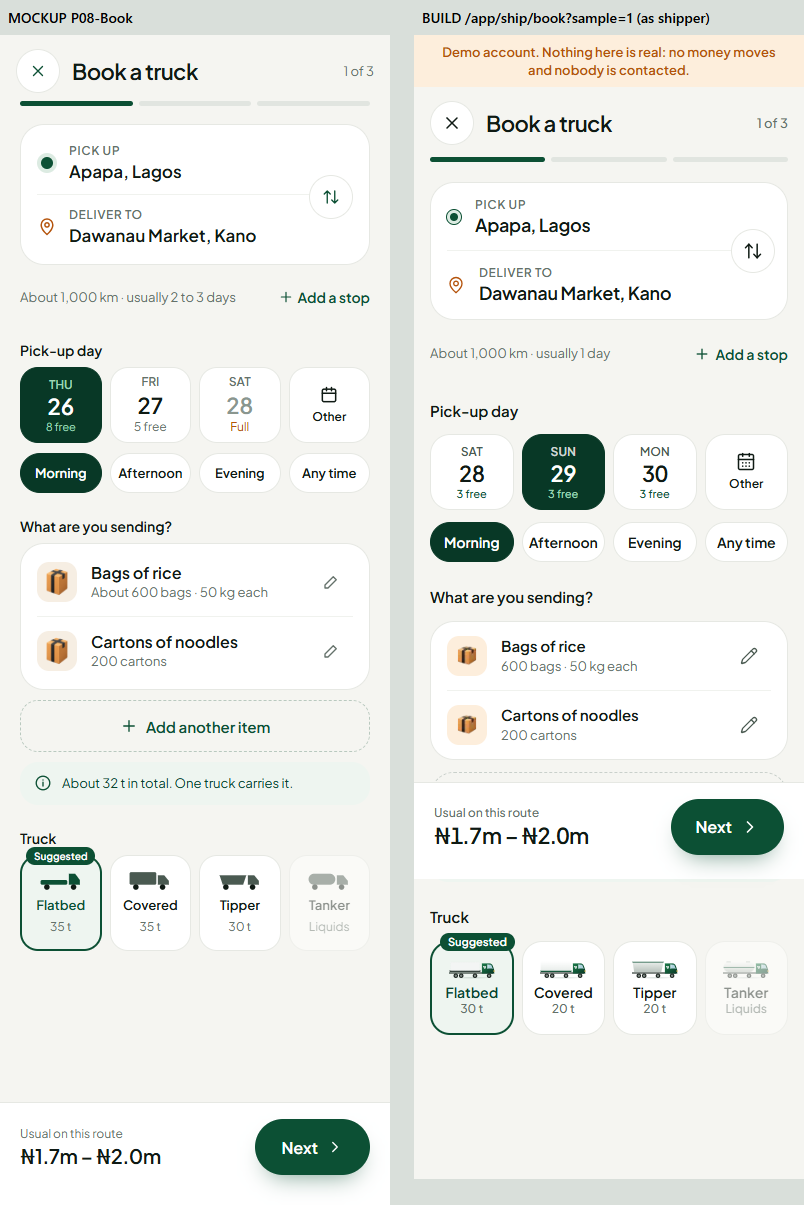 MOCKUP P08-Book
Book a truck
1 of 3
PICK UP
Apapa, Lagos
DELIVER TO
Dawanau Market, Kano
About 1,000 km · usually 2 to 3 days
+ Add a stop
Pick-up day
THU
26
8 free
FRI
27
5 free
SAT
28
Full
Other
Morning
Afternoon
Evening
Any time
What are you sending?
Bags of rice
About 600 bags · 50 kg each
Cartons of noodles
200 cartons
+ Add another item
About 32 t in total. One truck carries it.
Truck
Suggested
Flatbed
35 t
Covered
35 t
Tipper
30 t
Tanker
Liquids
Usual on this route
₦1.7m – ₦2.0m
Next
BUILD /app/ship/book?sample=1 (as shipper)
Demo account. Nothing here is real: no money moves
and nobody is contacted.
Book a truck
1 of 3
PICK UP
Apapa, Lagos
DELIVER TO
Dawanau Market, Kano
About 1,000 km · usually 1 day
+ Add a stop
Pick-up day
SAT
28
3 free
SUN
29
3 free
MON
30
3 free
Other
Morning
Afternoon
Evening
Any time
What are you sending?
Bags of rice
600 bags · 50 kg each
Cartons of noodles
200 cartons
Usual on this route
₦1.7m – ₦2.0m
Next
Truck
Suggested
Flatbed
30 t
Covered
20 t
Tipper
20 t
Tanker
Liquids